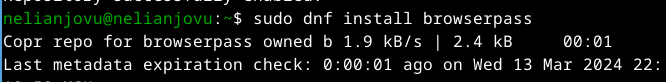 nelianjovu@nelianjovu:~$ sudo dnf install browserpass
Copr repo for browserpass owned b 1.9 kB/s | 2.4 kB     00:01
Last metadata expiration check: 0:00:01 ago on Wed 13 Mar 2024 22: